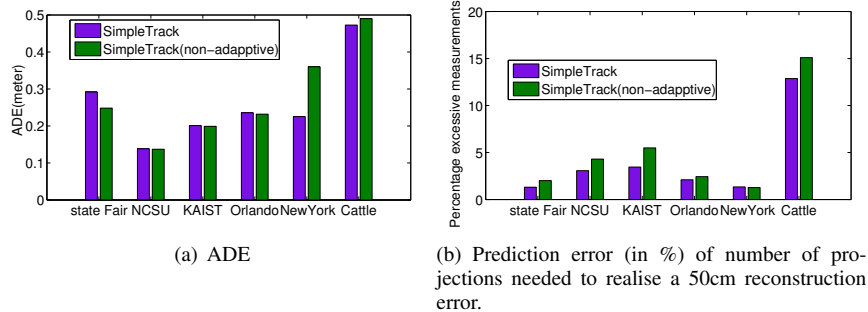 0.5
0.4
0.3
0.2
0.1
0
ADE(meter)
SimpleTrack
SimpleTrack(non-adapptive)
state Fair NCSU KAIST Orlando NewYork Cattle
(a) ADE
20
15
10
5
0
Percentage excessive measurements
SimpleTrack
SimpleTrack(non-adapptive)
state Fair NCSU KAIST Orlando NewYork Cattle
(b) Prediction error (in %) of number of pro-
jections needed to realise a 50cm reconstruction
error.